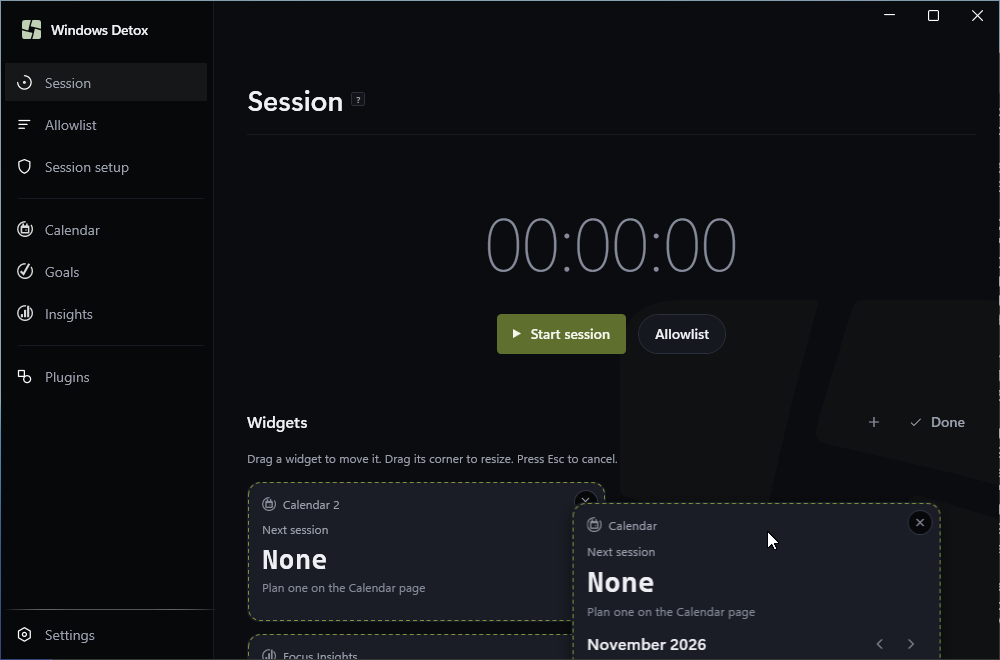 Windows Detox
Session
Allowlist
Session setup
Calendar
Goals
Insights
Plugins
Settings
Session ?
00:00:00
Start session
Allowlist
Widgets
Done
Drag a widget to move it. Drag its corner to resize. Press Esc to cancel.
Calendar 2
Next session
None
Plan one on the Calendar page
Focus Insights
Calendar
Next session
None
Plan one on the Calendar page
November 2026